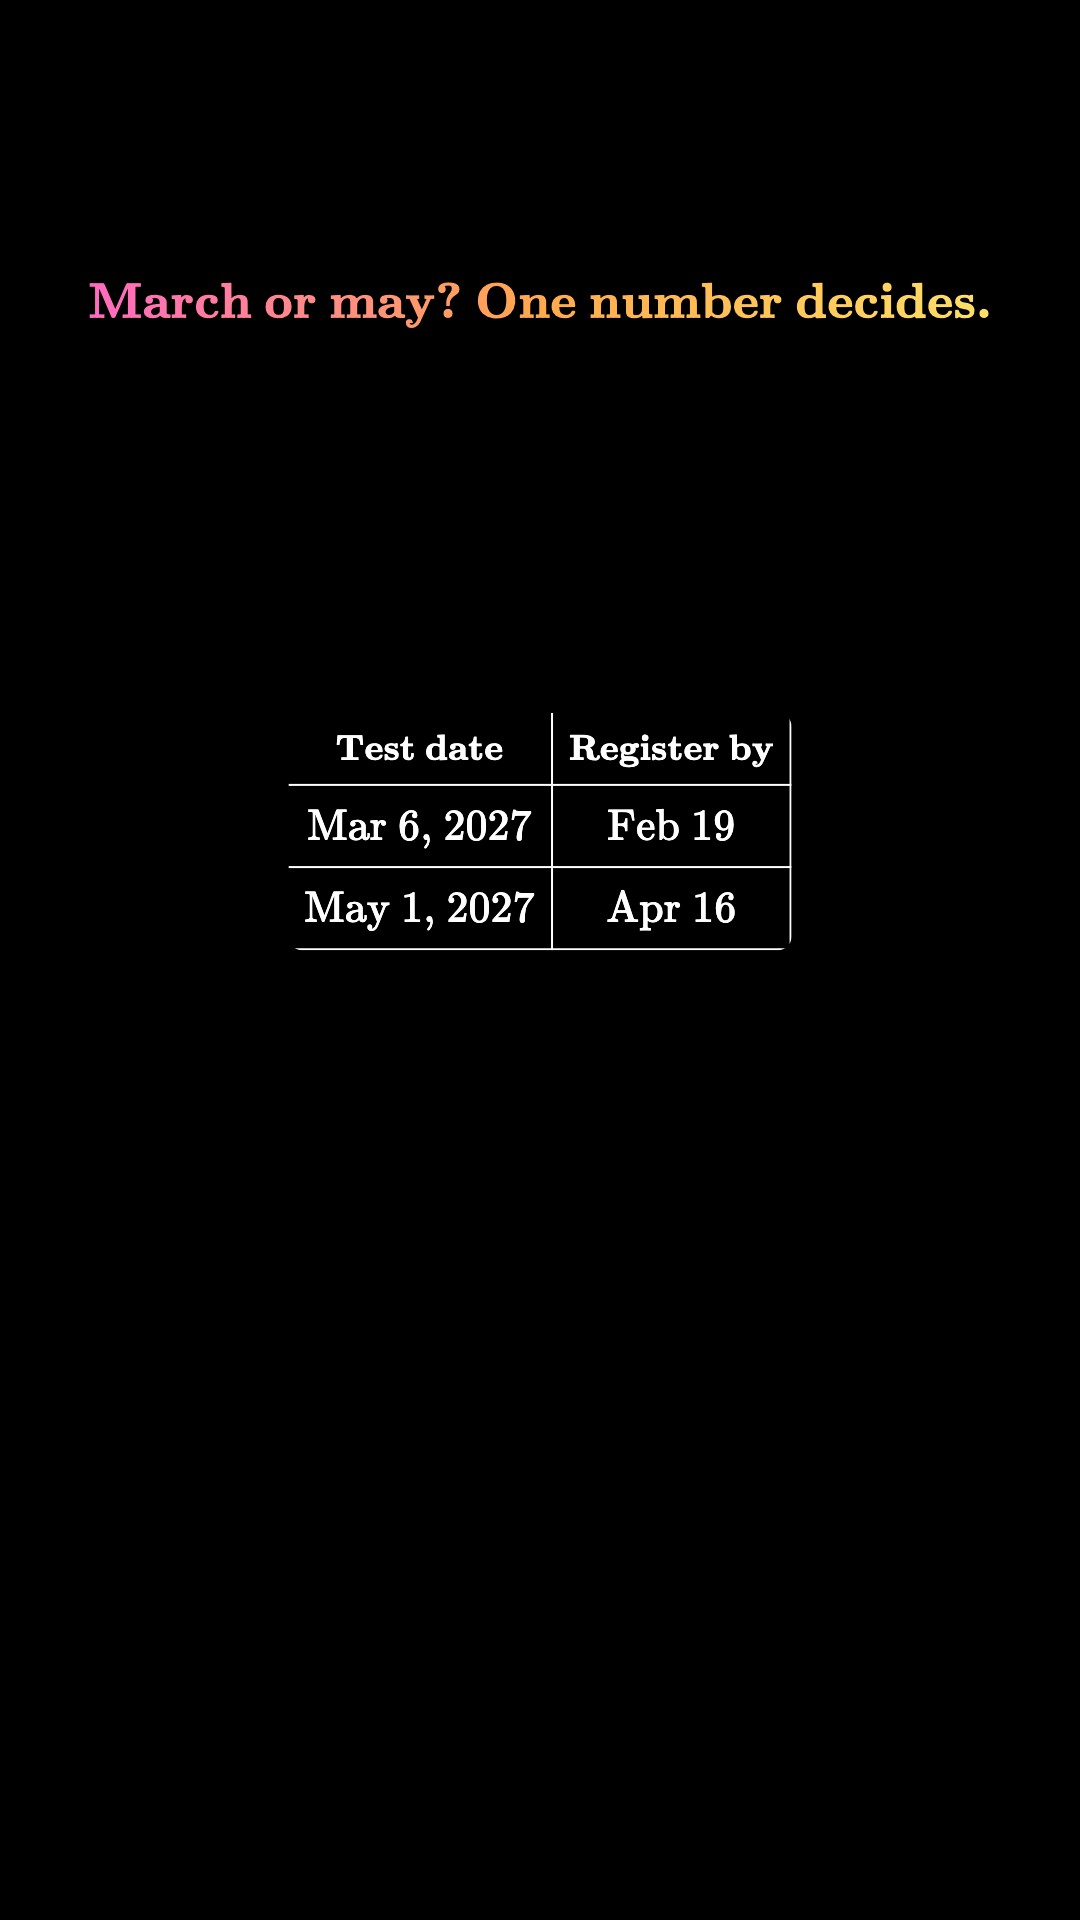 March or may? One number decides.
Test date Register by
Mar 6, 2027 Feb 19
May 1, 2027 Apr 16